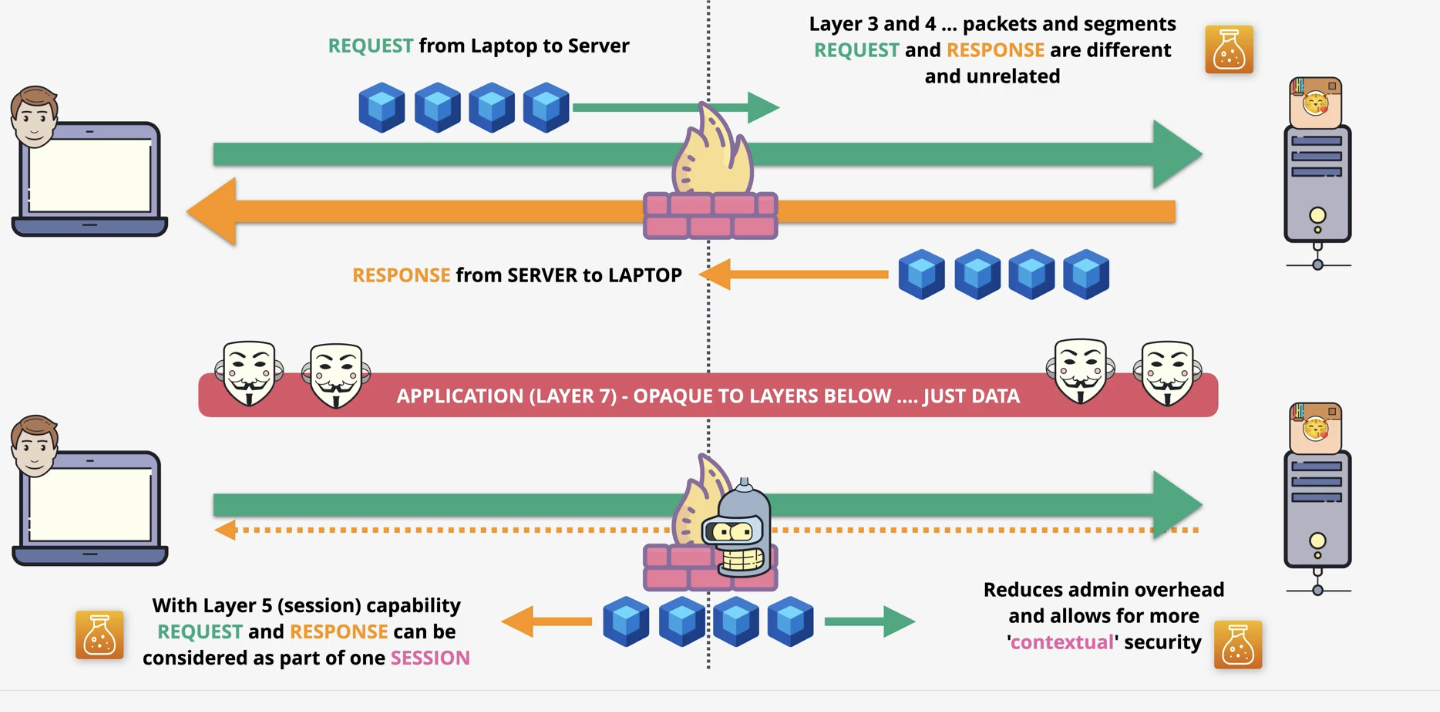 REQUEST from Laptop to Server
Layer 3 and 4 ... packets and segments
REQUEST and RESPONSE are different
and unrelated
RESPONSE from SERVER to LAPTOP
APPLICATION (LAYER 7) - OPAQUE TO LAYERS BELOW .... JUST DATA
With Layer 5 (session) capability
REQUEST and RESPONSE can be
considered as part of one SESSION
Reduces admin overhead
and allows for more
'contextual' security